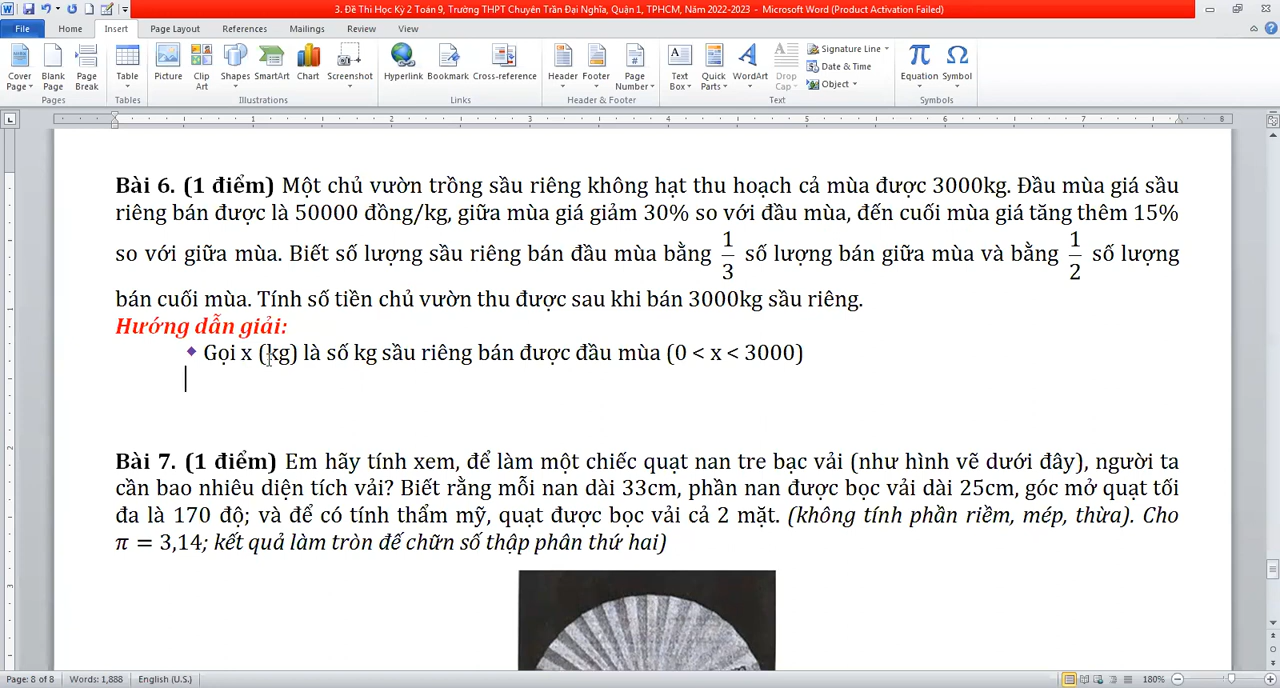 3. Đề Thi Học Kỳ 2 Toán 9, Trường THPT Chuyên Trần Đại Nghĩa, Quận 1, TPHCM, Năm 2022-2023 - Microsoft Word (Product Activation Failed)
File Home Insert Page Layout References Mailings Review View
Cover Page Blank Page Page Break Table Picture Clip Art Shapes SmartArt Chart Screenshot Hyperlink Bookmark Cross-reference Header Footer Page Number Text Box Quick Parts WordArt Drop Cap Signature Line Date & Time Object Equation Symbol
Pages Tables Illustrations Links Header & Footer Text Symbols
1 2 3 4 5 6 7 8
Bài 6. (1 điểm) Một chủ vườn trồng sầu riêng không hạt thu hoạch cả mùa được 3000kg. Đầu mùa giá sầu
riêng bán được là 50000 đồng/kg, giữa mùa giá giảm 30% so với đầu mùa, đến cuối mùa giá tăng thêm 15%
so với giữa mùa. Biết số lượng sầu riêng bán đầu mùa bằng 1/3 số lượng bán giữa mùa và bằng 1/2 số lượng
bán cuối mùa. Tính số tiền chủ vườn thu được sau khi bán 3000kg sầu riêng.
Hướng dẫn giải:
Gọi x (kg) là số kg sầu riêng bán được đầu mùa (0 < x < 3000)
Bài 7. (1 điểm) Em hãy tính xem, để làm một chiếc quạt nan tre bạc vải (như hình vẽ dưới đây), người ta
cần bao nhiêu diện tích vải? Biết rằng mỗi nan dài 33cm, phần nan được bọc vải dài 25cm, góc mở quạt tối
đa là 170 độ; và để có tính thẩm mỹ, quạt được bọc vải cả 2 mặt. (không tính phần riềm, mép, thừa). Cho
π = 3,14; kết quả làm tròn đế chữn số thập phân thứ hai)
Page: 8 of 8 Words: 1,888 English (U.S.) 180%